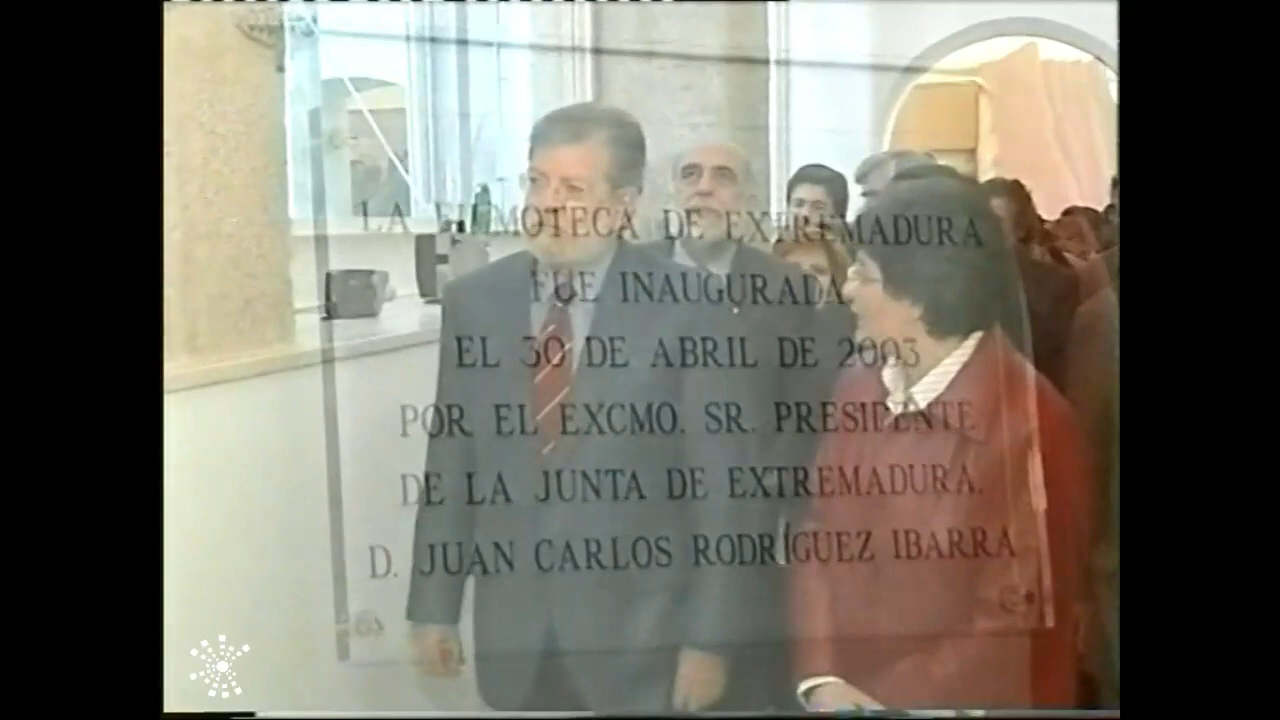 LA FILMOTECA DE EXTREMADURA
FUE INAUGURADA
EL 30 DE ABRIL DE 2003
POR EL EXCMO. SR. PRESIDENTE
DE LA JUNTA DE EXTREMADURA.
D. JUAN CARLOS RODRÍGUEZ IBARRA